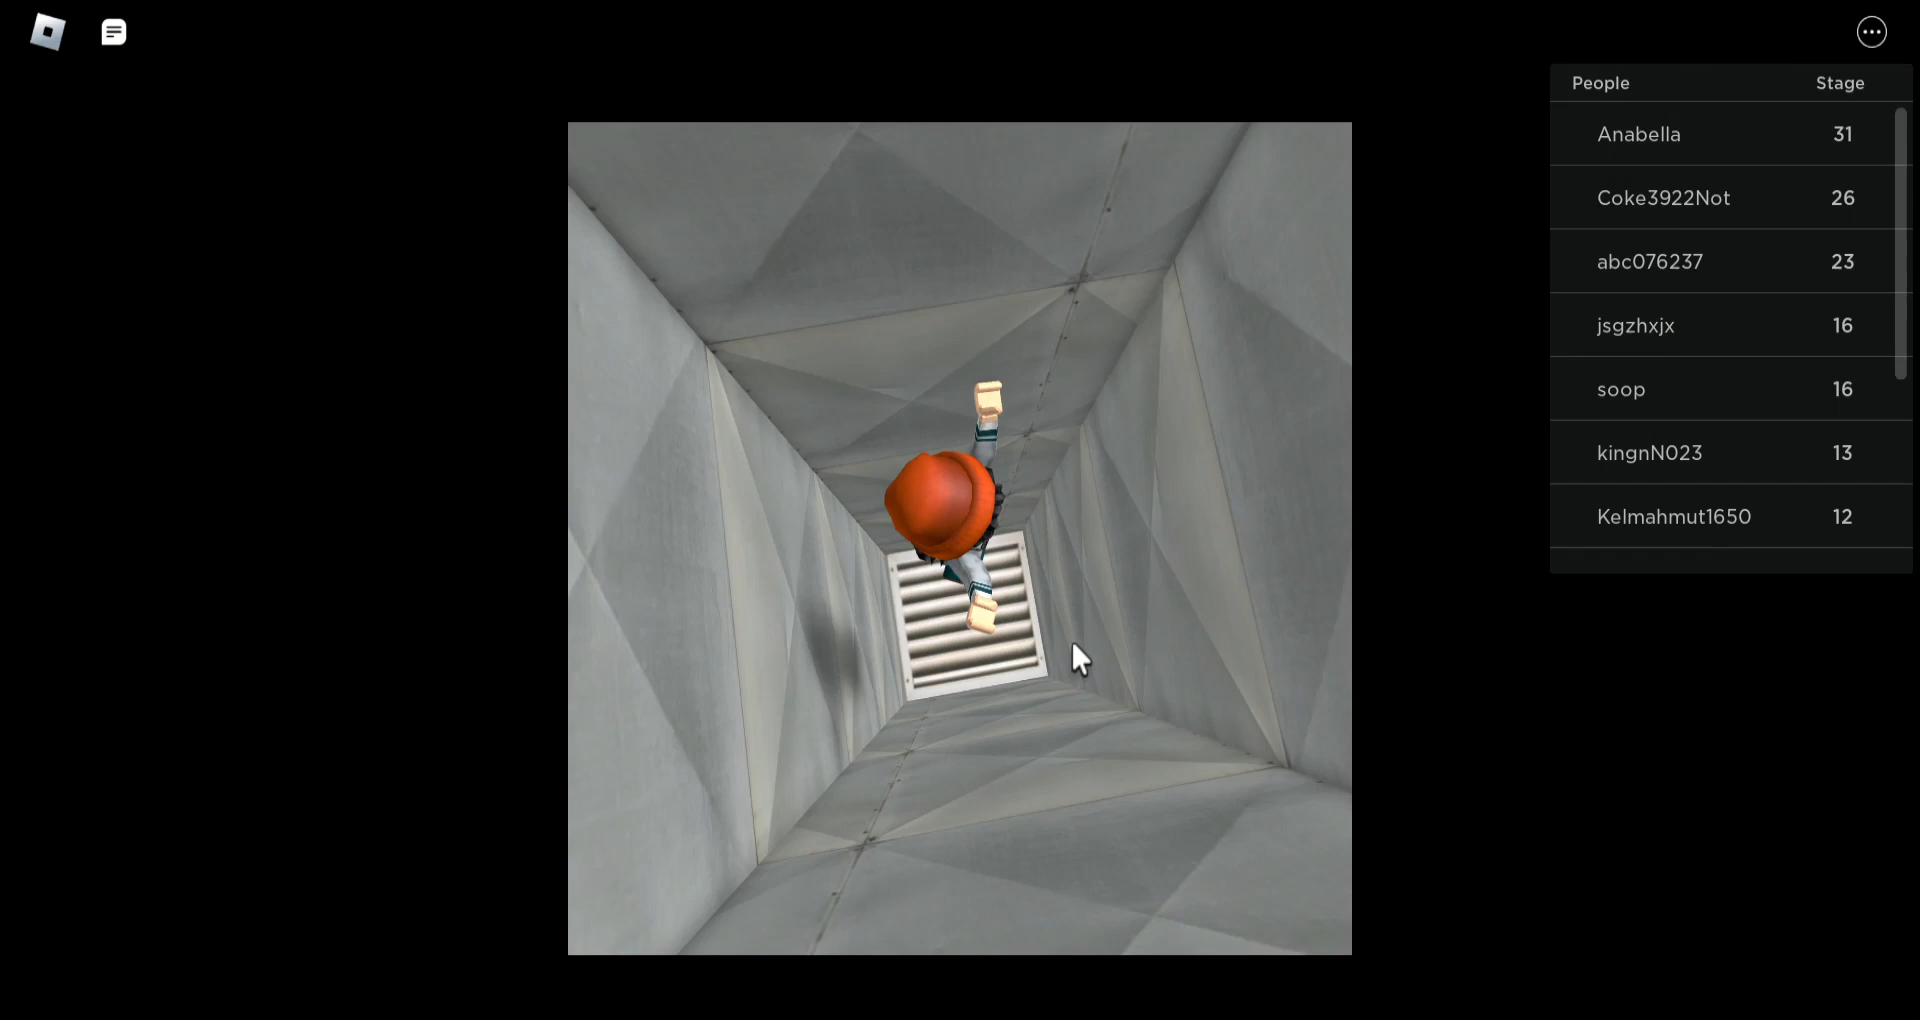 People Stage
Anabella 31
Coke3922Not 26
abc076237 23
jsgzhxjx 16
soop 16
kingnN023 13
Kelmahmut1650 12